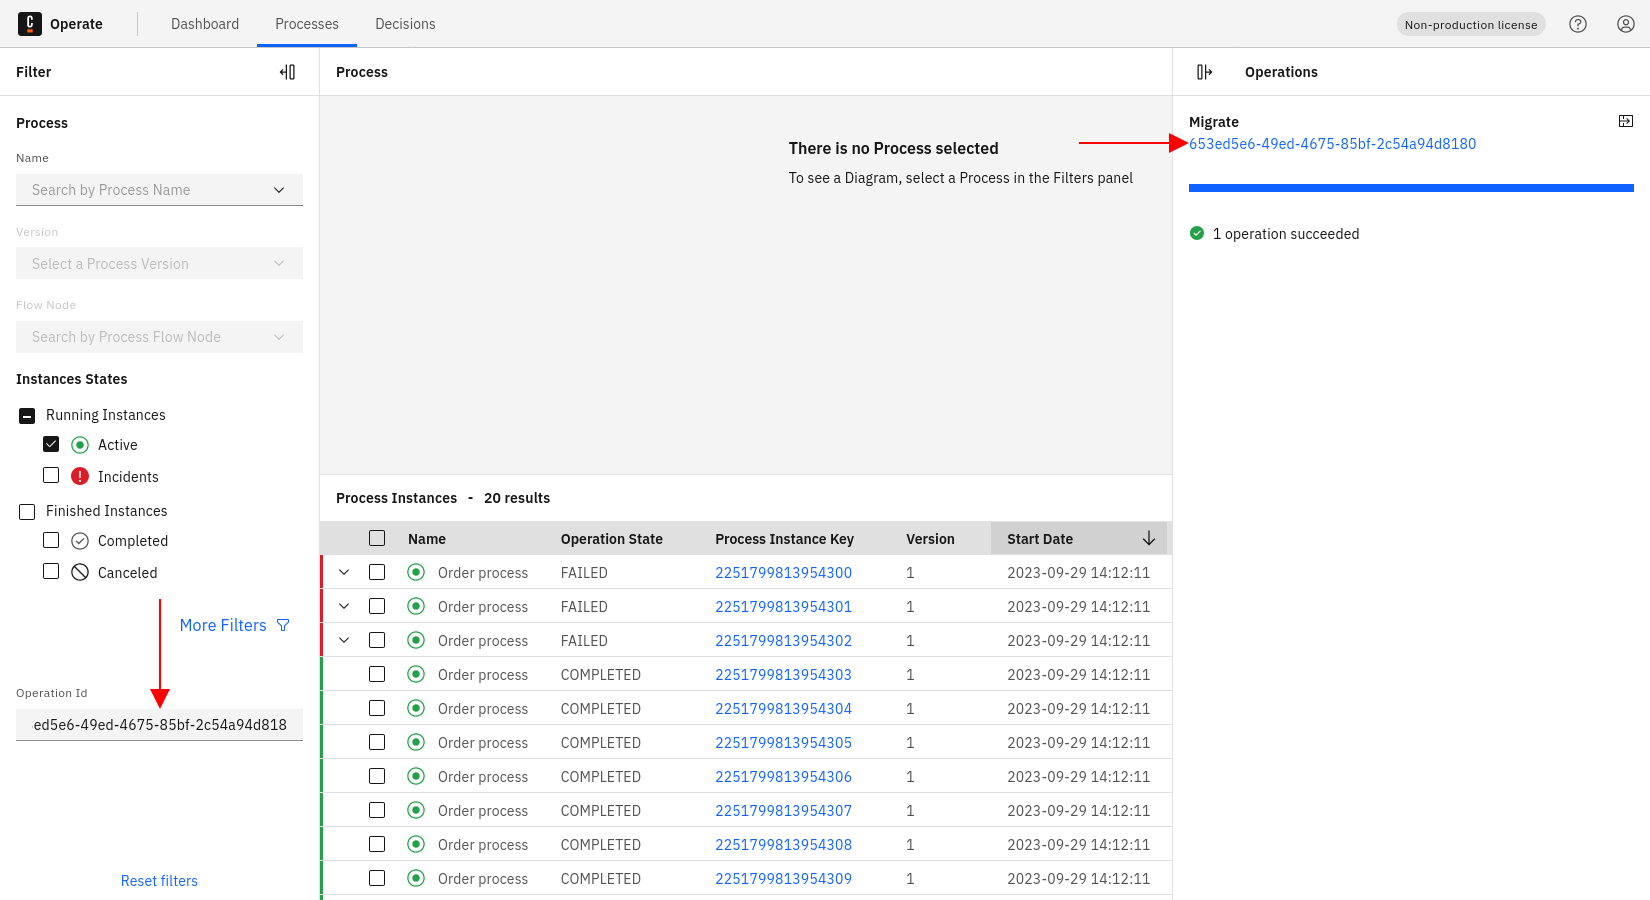 Operate Dashboard Processes Decisions Non-production license
Filter
Process
Name
Search by Process Name
Version
Select a Process Version
Flow Node
Search by Process Flow Node
Instances States
Running Instances
Active
Incidents
Finished Instances
Completed
Canceled
More Filters
Operation Id
ed5e6-49ed-4675-85bf-2c54a94d818
Reset filters
Process
There is no Process selected
To see a Diagram, select a Process in the Filters panel
Process Instances - 20 results
Name Operation State Process Instance Key Version Start Date
Order process FAILED 2251799813954300 1 2023-09-29 14:12:11
Order process FAILED 2251799813954301 1 2023-09-29 14:12:11
Order process FAILED 2251799813954302 1 2023-09-29 14:12:11
Order process COMPLETED 2251799813954303 1 2023-09-29 14:12:11
Order process COMPLETED 2251799813954304 1 2023-09-29 14:12:11
Order process COMPLETED 2251799813954305 1 2023-09-29 14:12:11
Order process COMPLETED 2251799813954306 1 2023-09-29 14:12:11
Order process COMPLETED 2251799813954307 1 2023-09-29 14:12:11
Order process COMPLETED 2251799813954308 1 2023-09-29 14:12:11
Order process COMPLETED 2251799813954309 1 2023-09-29 14:12:11
Operations
Migrate
653ed5e6-49ed-4675-85bf-2c54a94d8180
1 operation succeeded